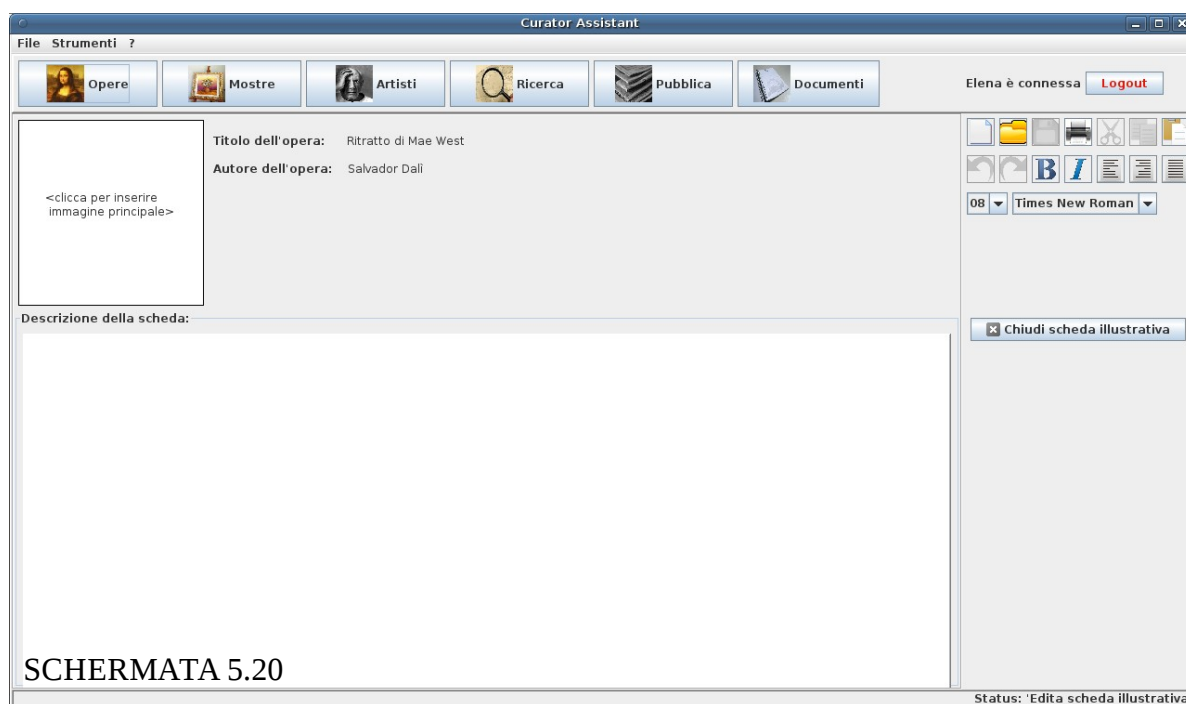 Curator Assistant
File Strumenti ?
Opere Mostre Artisti Ricerca Pubblica Documenti Elena è connessa Logout
Titolo dell'opera: Ritratto di Mae West
Autore dell'opera: Salvador Dalî
<clicca per inserire
immagine principale>
B I
08 Times New Roman
Descrizione della scheda:
Chiudi scheda illustrativa
SCHERMATA 5.20
Status: 'Edita scheda illustrativa